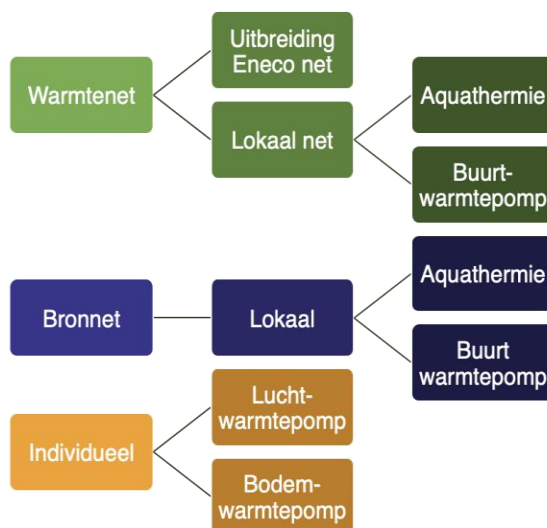 Warmtenet
Uitbreiding
Eneco net
Lokaal net
Aquathermie
Buurt-
warmtepomp
Bronnet
Lokaal
Aquathermie
Buurt
warmtepomp
Individueel
Lucht-
warmtepomp
Bodem-
warmtepomp